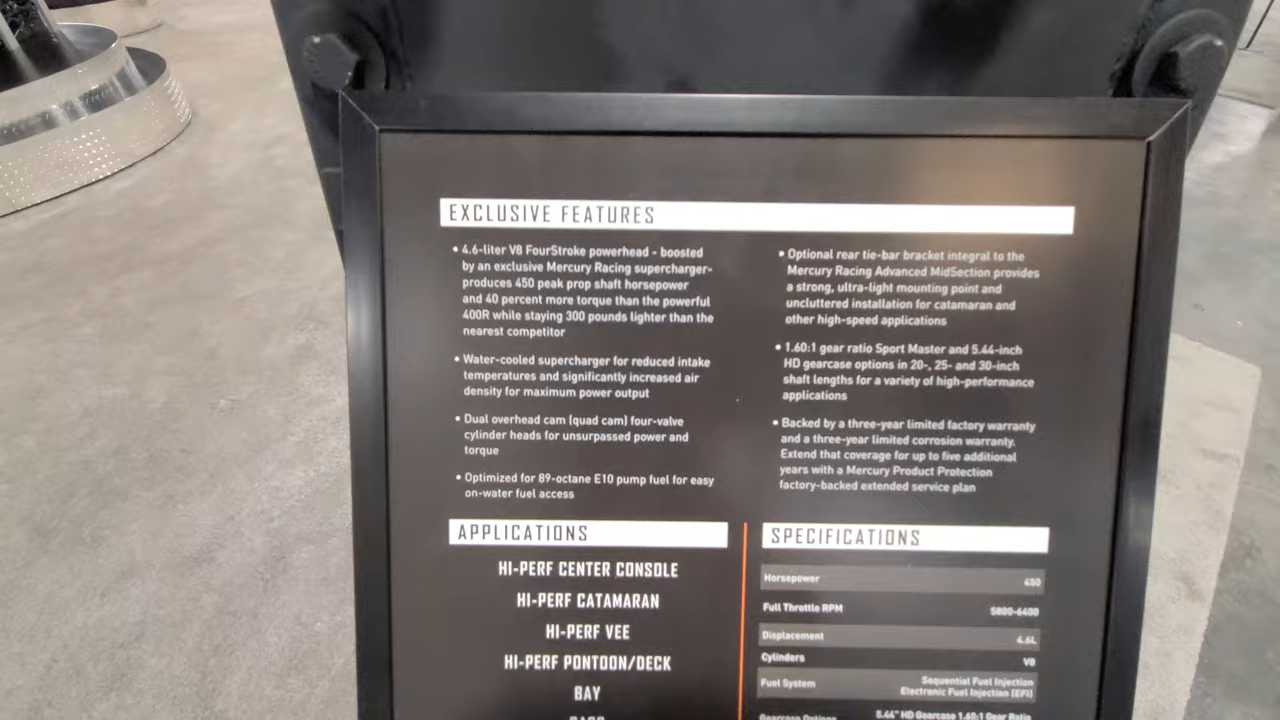 EXCLUSIVE FEATURES
• 4.6-liter V8 FourStroke powerhead - boosted
by an exclusive Mercury Racing supercharger-
produces 450 peak prop shaft horsepower
and 40 percent more torque than the powerful
400R while staying 300 pounds lighter than the
nearest competitor
• Water-cooled supercharger for reduced intake
temperatures and significantly increased air
density for maximum power output
• Dual overhead cam (quad cam) four-valve
cylinder heads for unsurpassed power and
torque
• Optimized for 89-octane E10 pump fuel for easy
on-water fuel access
• Optional rear tie-bar bracket integral to the
Mercury Racing Advanced MidSection provides
a strong, ultra-light mounting point and
uncluttered installation for catamaran and
other high-speed applications
• 1.60:1 gear ratio Sport Master and 5.44-inch
HD gearcase options in 20-, 25- and 30-inch
shaft lengths for a variety of high-performance
applications
• Backed by a three-year limited factory warranty
and a three-year limited corrosion warranty.
Extend that coverage for up to five additional
years with a Mercury Product Protection
factory-backed extended service plan
APPLICATIONS
HI-PERF CENTER CONSOLE
HI-PERF CATAMARAN
HI-PERF VEE
HI-PERF PONTOON/DECK
BAY
SPECIFICATIONS
Horsepower 450
Full Throttle RPM 5800-6400
Displacement 4.6L
Cylinders V8
Fuel System Sequential Fuel Injection
Electronic Fuel Injection (EFI)
Gearcase Options 5.44" HD Gearcase 1.60:1 Gear Ratio